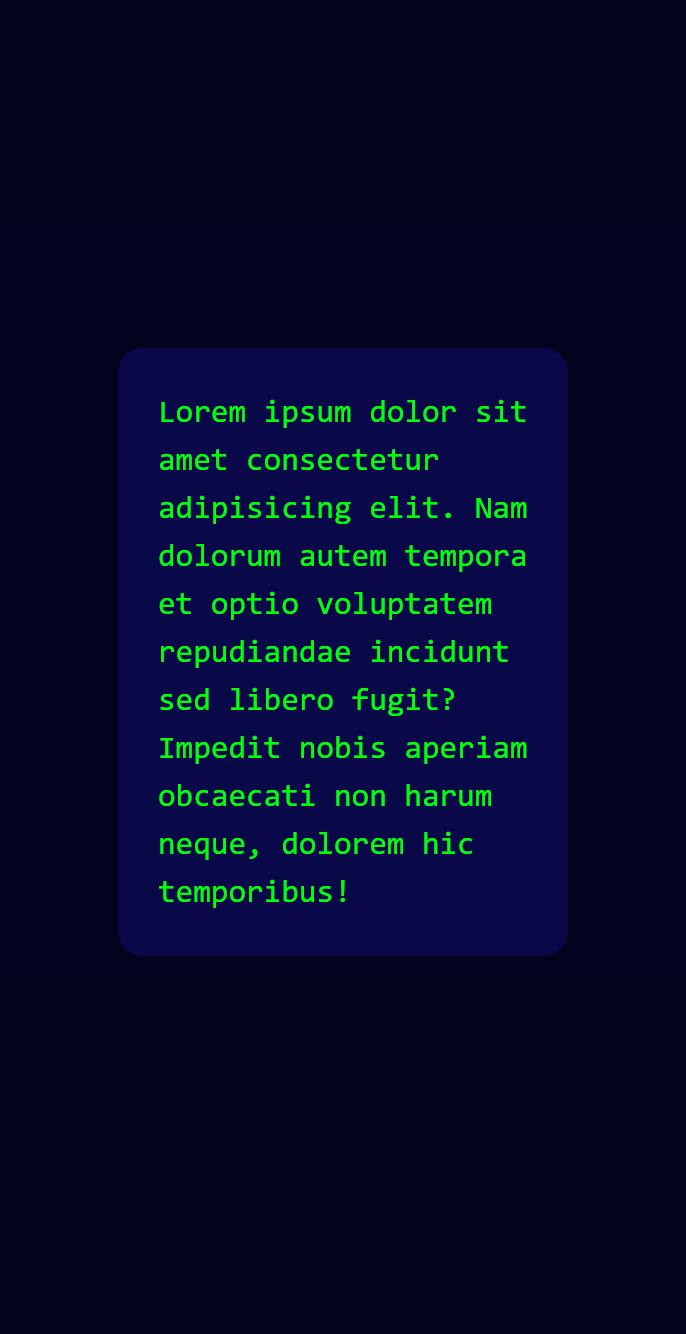 Lorem ipsum dolor sit
amet consectetur
adipisicing elit. Nam
dolorum autem tempora
et optio voluptatem
repudiandae incidunt
sed libero fugit?
Impedit nobis aperiam
obcaecati non harum
neque, dolorem hic
temporibus!